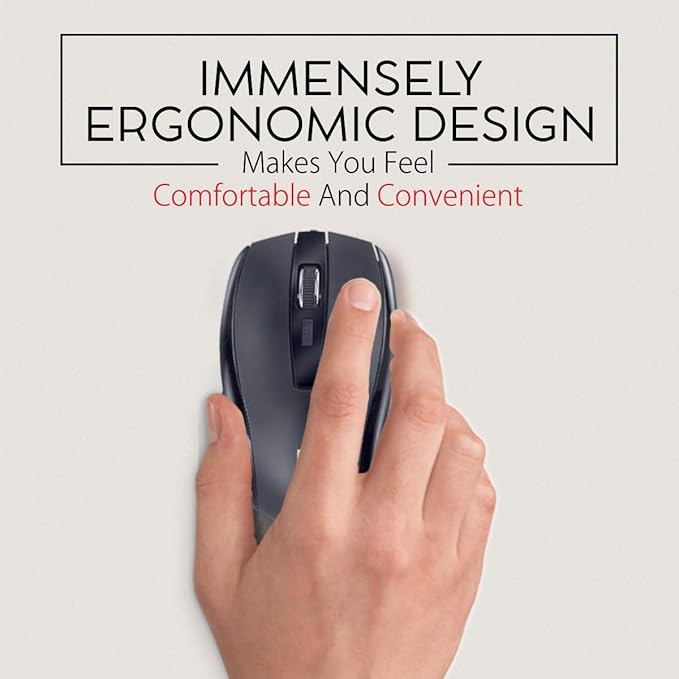 IMMENSELY
ERGONOMIC DESIGN
Makes You Feel
Comfortable And Convenient